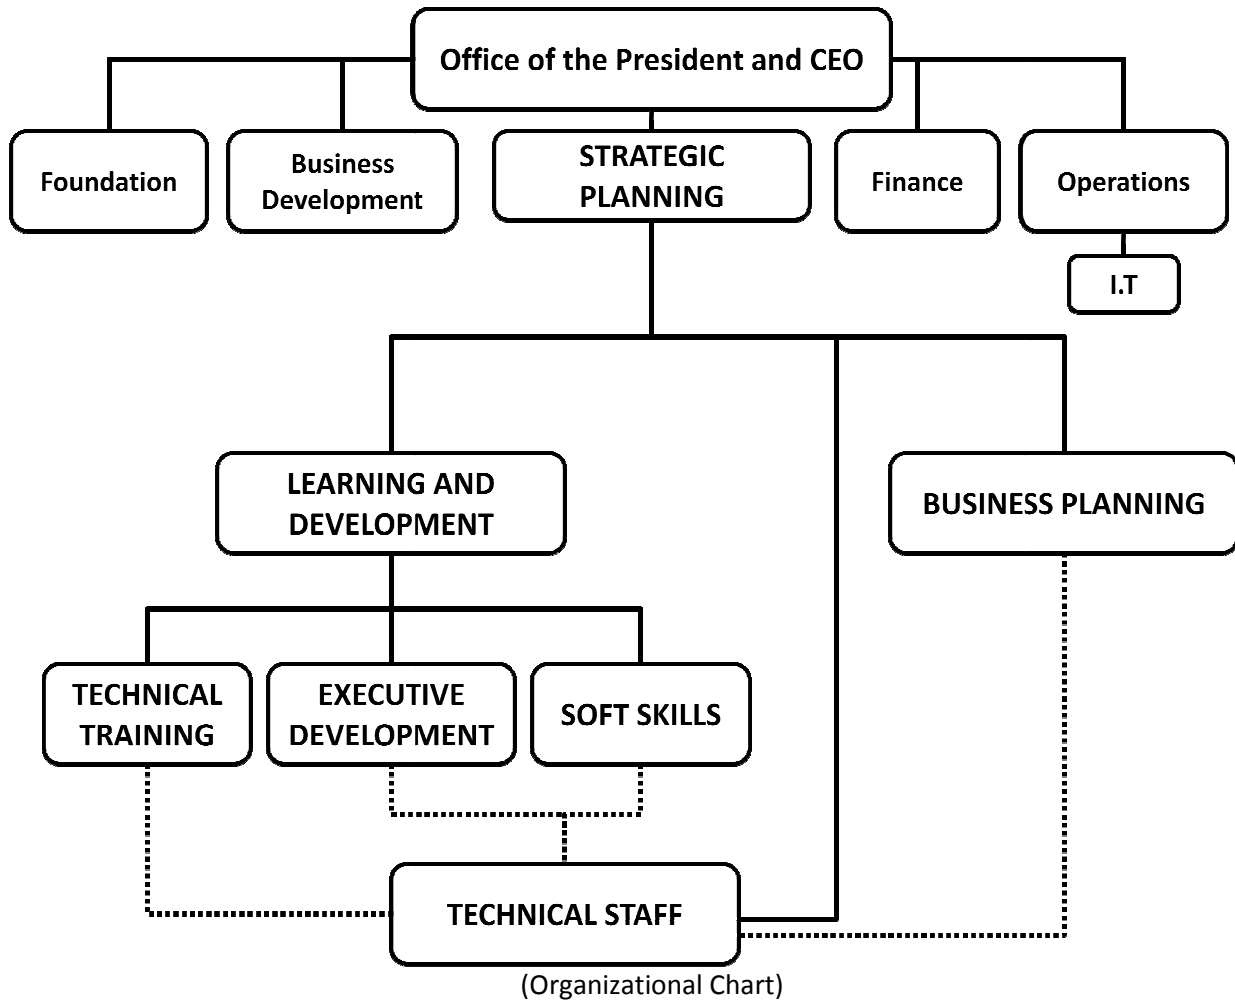 Office of the President and CEO
Foundation
Business
Development
STRATEGIC
PLANNING
Finance
Operations
I.T
LEARNING AND
DEVELOPMENT
BUSINESS PLANNING
TECHNICAL
TRAINING
EXECUTIVE
DEVELOPMENT
SOFT SKILLS
TECHNICAL STAFF
(Organizational Chart)